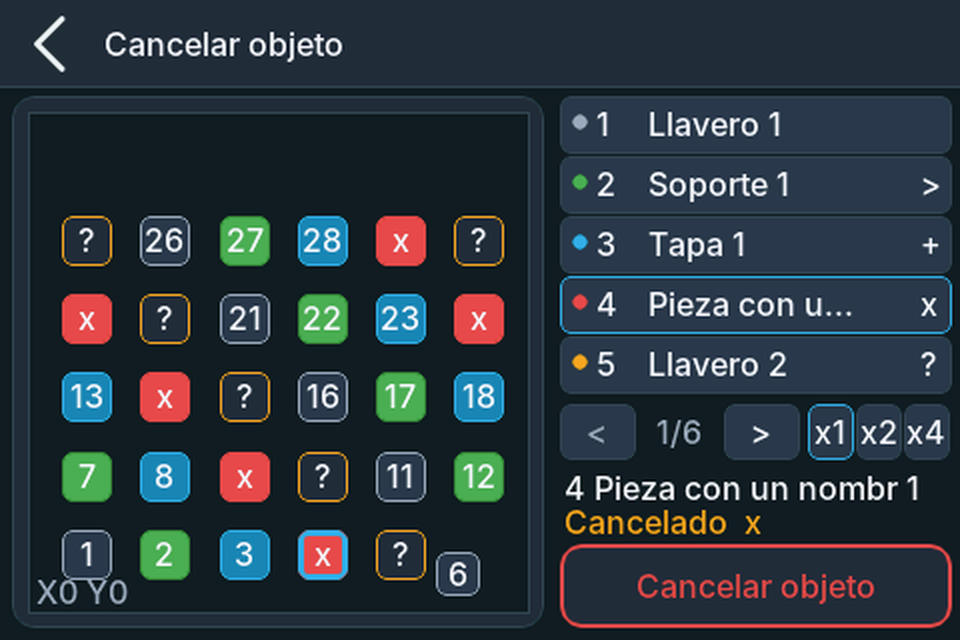 Cancelar objeto
? 26 27 28 x ?
x ? 21 22 23 x
13 x ? 16 17 18
7 8 x ? 11 12
1 2 3 x ? 6
X0 Y0
1 Llavero 1
2 Soporte 1 >
3 Tapa 1 +
4 Pieza con u... x
5 Llavero 2 ?
< 1/6 > x1 x2 x4
4 Pieza con un nombr 1
Cancelado x
Cancelar objeto